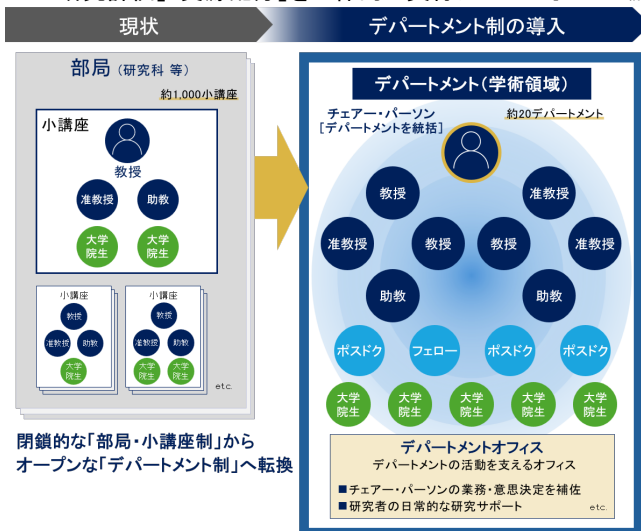 現状
デパートメント制の導入
部局（研究科 等）
約1,000小講座
小講座
教授
准教授
助教
大学
院生
大学
院生
小講座
教授
准教授
助教
大学
院生
大学
院生
小講座
教授
准教授
助教
大学
院生
大学
院生
etc.
閉鎖的な「部局・小講座制」から
オープンな「デパートメント制」へ転換
デパートメント（学術領域）
チェアー・パーソン
[デパートメントを統括]
約20デパートメント
教授
准教授
准教授
教授
教授
准教授
助教
助教
ポスドク
フェロー
ポスドク
ポスドク
大学
院生
大学
院生
大学
院生
大学
院生
大学
院生
デパートメントオフィス
デパートメントの活動を支えるオフィス
■チェアー・パーソンの業務・意思決定を補佐
■研究者の日常的な研究サポート
etc.